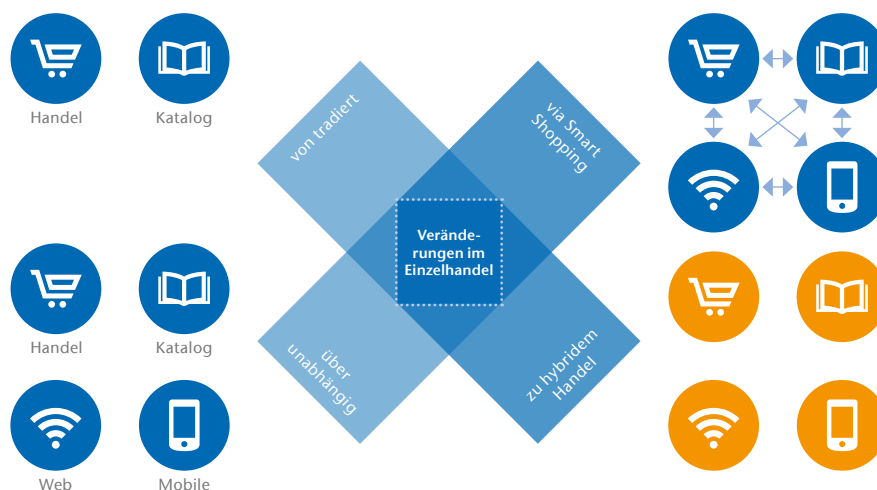 Handel
Katalog
von tradiert
via Smart
Shopping
Verände-
rungen im
Einzelhandel
Handel
Katalog
über
unabhängig
zu hybridem
Handel
Web
Mobile